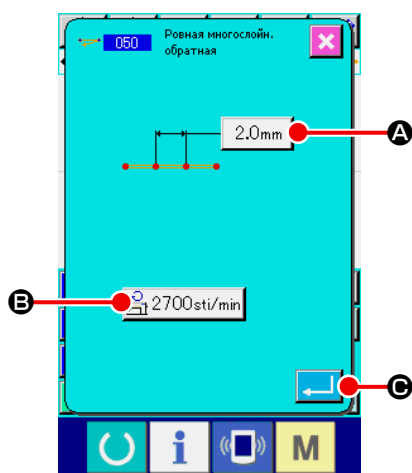 050
Ровная многослойн.
обратная
2.0mm
A
B
2700sti/min
C
i
M